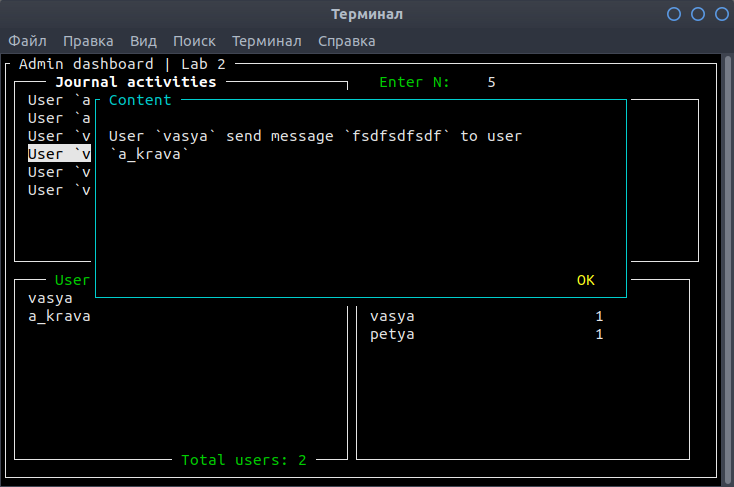 Терминал
Файл Правка Вид Поиск Терминал Справка
Admin dashboard | Lab 2
Journal activities
Enter N: 5
User `a
User `a
User `v
User `v
User `v
User `v
Content
User `vasya` send message `fsdfsdfsdf` to user
`a_krava`
OK
User
vasya
a_krava
vasya 1
petya 1
Total users: 2